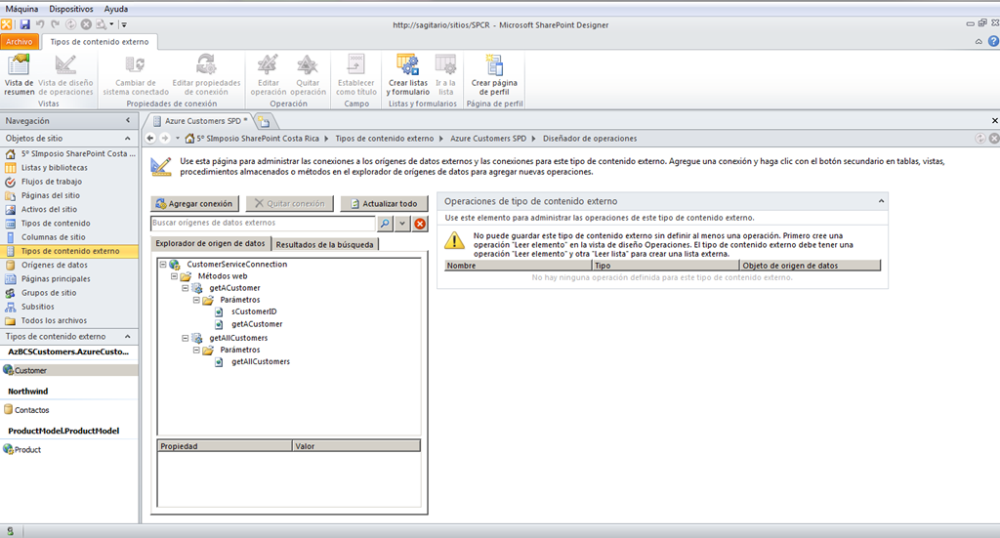 Máquina Dispositivos Ayuda
http://sagitario/sitios/SPCR - Microsoft SharePoint Designer
Archivo Tipos de contenido externo
Vista de resumen
Vista de diseño de operaciones
Cambiar de sistema conectado
Editar propiedades de conexión
Editar operación
Quitar operación
Establecer como título
Crear listas y formulario
Ir a la lista
Crear página de perfil
Vistas
Propiedades de conexión
Operación
Campo
Listas y formularios
Página de perfil
Navegación
Objetos de sitio
5º SImposio SharePoint Costa ...
Listas y bibliotecas
Flujos de trabajo
Páginas del sitio
Activos del sitio
Tipos de contenido
Columnas de sitio
Tipos de contenido externo
Orígenes de datos
Páginas principales
Grupos de sitio
Subsitios
Todos los archivos
Tipos de contenido externo
AzBCSCustomers.AzureCusto...
Customer
Northwind
Contactos
ProductModel.ProductModel
Product
Azure Customers SPD *
5º SImposio SharePoint Costa Rica Tipos de contenido externo Azure Customers SPD Diseñador de operaciones
Use esta página para administrar las conexiones a los orígenes de datos externos y las conexiones para este tipo de contenido externo. Agregue una conexión y haga clic con el botón secundario en tablas, vistas,
procedimientos almacenados o métodos en el explorador de orígenes de datos para agregar nuevas operaciones.
Agregar conexión Quitar conexión Actualizar todo
Buscar orígenes de datos externos
Explorador de origen de datos Resultados de la búsqueda
CustomerServiceConnection
Métodos web
getACustomer
Parámetros
sCustomerID
getACustomer
getAllCustomers
Parámetros
getAllCustomers
Propiedad Valor
Operaciones de tipo de contenido externo
Use este elemento para administrar las operaciones de este tipo de contenido externo.
No puede guardar este tipo de contenido externo sin definir al menos una operación. Primero cree una
operación "Leer elemento" en la vista de diseño Operaciones. El tipo de contenido externo debe tener una
operación "Leer elemento" y otra "Leer lista" para crear una lista externa.
Nombre Tipo Objeto de origen de datos
No hay ninguna operación definida para este tipo de contenido externo.